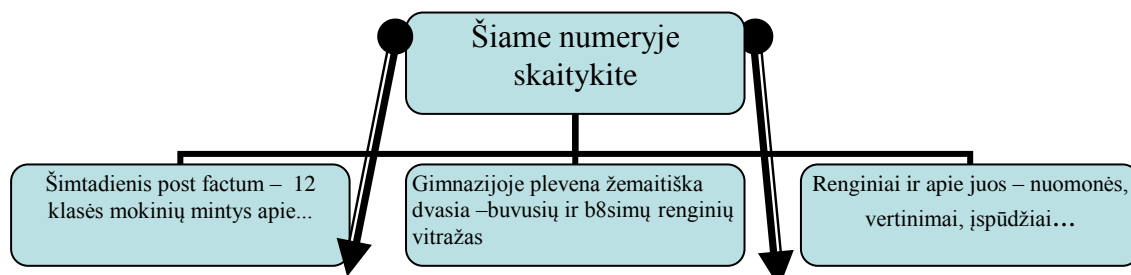 Šiame numeryje
skaitykite
Šimtadienis post factum – 12
klasės mokinių mintys apie...
Gimnazijoje plevena žemaitiška
dvasia –buvusių ir b8simų renginių
vitražas
Renginiai ir apie juos – nuomonės,
vertinimai, įspūdžiai...